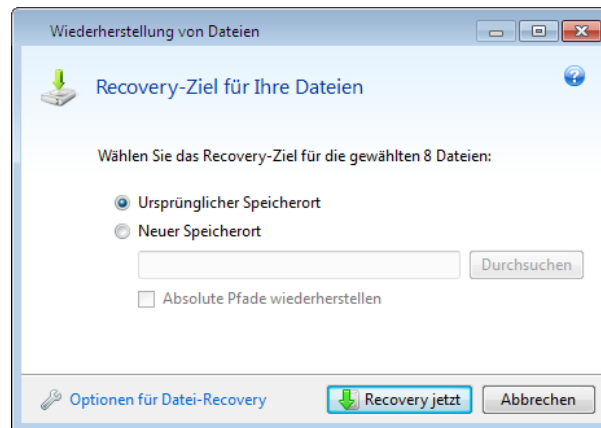 Wiederherstellung von Dateien
Recovery-Ziel für Ihre Dateien
Wählen Sie das Recovery-Ziel für die gewählten 8 Dateien:
Ursprünglicher Speicherort
Neuer Speicherort
Durchsuchen
Absolute Pfade wiederherstellen
Optionen für Datei-Recovery
Recovery jetzt
Abbrechen